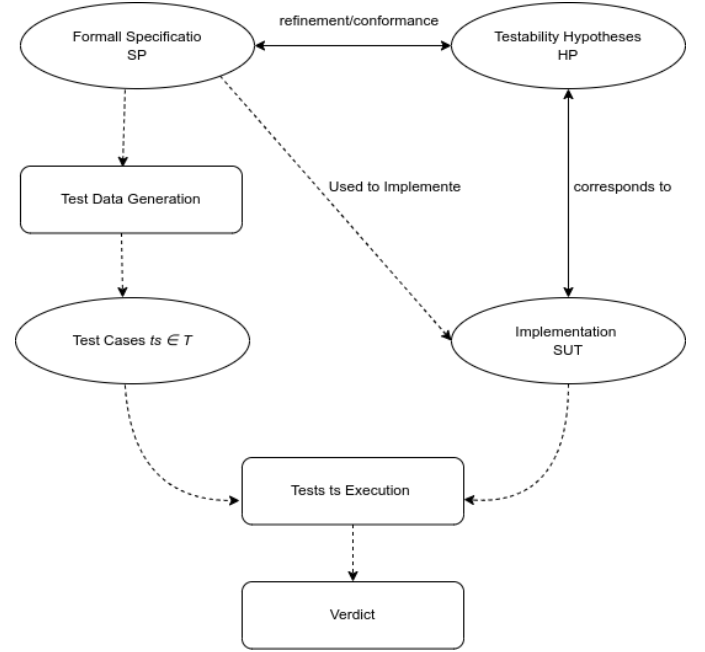 Formall Specificatio
SP
refinement/conformance
Testability Hypotheses
HP
Test Data Generation
Used to Implemente
corresponds to
Test Cases ts ∈ T
Implementation
SUT
Tests ts Execution
Verdict